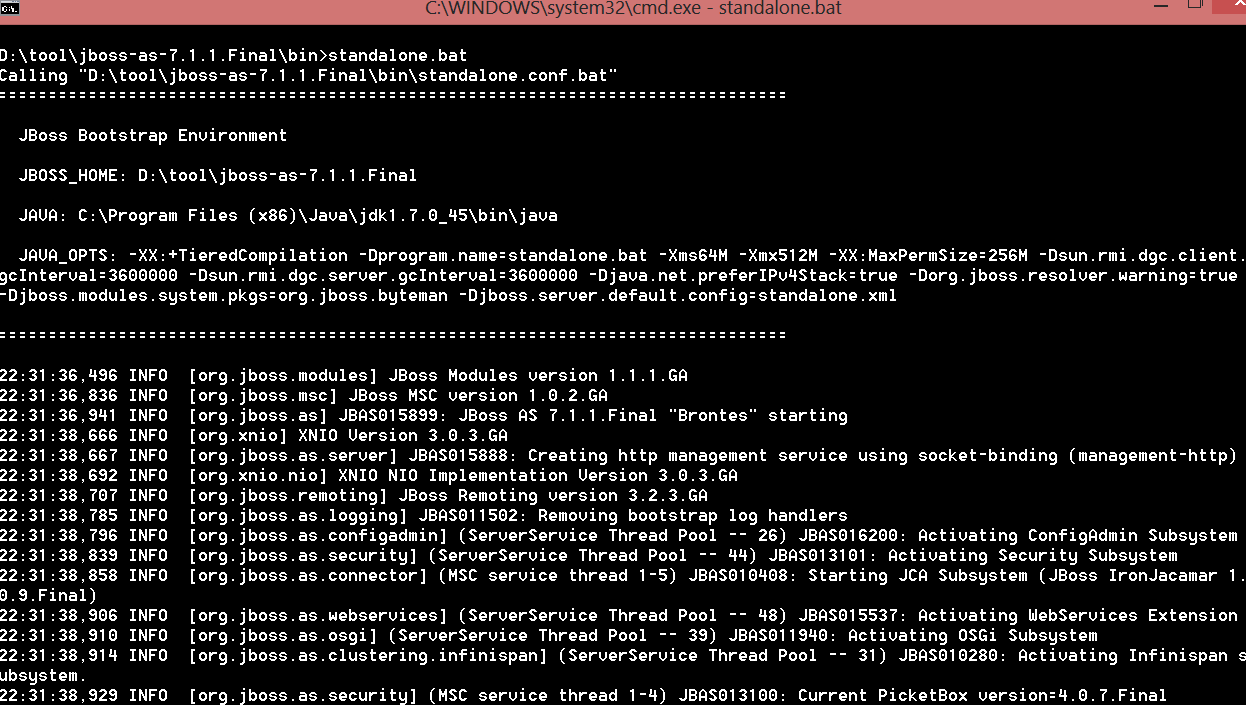 C:\WINDOWS\system32\cmd.exe - standalone.bat
D:\tool\jboss-as-7.1.1.Final\bin>standalone.bat
Calling "D:\tool\jboss-as-7.1.1.Final\bin\standalone.conf.bat"
===============================================================================
JBoss Bootstrap Environment
JBOSS_HOME: D:\tool\jboss-as-7.1.1.Final
JAVA: C:\Program Files (x86)\Java\jdk1.7.0_45\bin\java
JAVA_OPTS: -XX:+TieredCompilation -Dprogram.name=standalone.bat -Xms64M -Xmx512M -XX:MaxPermSize=256M -Dsun.rmi.dgc.client.
gcInterval=3600000 -Dsun.rmi.dgc.server.gcInterval=3600000 -Djava.net.preferIPv4Stack=true -Dorg.jboss.resolver.warning=true
-Djboss.modules.system.pkgs=org.jboss.byteman -Djboss.server.default.config=standalone.xml
===============================================================================
22:31:36,496 INFO  [org.jboss.modules] JBoss Modules version 1.1.1.GA
22:31:36,836 INFO  [org.jboss.msc] JBoss MSC version 1.0.2.GA
22:31:36,941 INFO  [org.jboss.as] JBAS015899: JBoss AS 7.1.1.Final "Brontes" starting
22:31:38,666 INFO  [org.xnio] XNIO Version 3.0.3.GA
22:31:38,667 INFO  [org.jboss.as.server] JBAS015888: Creating http management service using socket-binding (management-http)
22:31:38,692 INFO  [org.xnio.nio] XNIO NIO Implementation Version 3.0.3.GA
22:31:38,707 INFO  [org.jboss.remoting] JBoss Remoting version 3.2.3.GA
22:31:38,785 INFO  [org.jboss.as.logging] JBAS011502: Removing bootstrap log handlers
22:31:38,796 INFO  [org.jboss.as.configadmin] (ServerService Thread Pool -- 26) JBAS016200: Activating ConfigAdmin Subsystem
22:31:38,839 INFO  [org.jboss.as.security] (ServerService Thread Pool -- 44) JBAS013101: Activating Security Subsystem
22:31:38,858 INFO  [org.jboss.as.connector] (MSC service thread 1-5) JBAS010408: Starting JCA Subsystem (JBoss IronJacamar 1.
0.9.Final)
22:31:38,906 INFO  [org.jboss.as.webservices] (ServerService Thread Pool -- 48) JBAS015537: Activating WebServices Extension
22:31:38,910 INFO  [org.jboss.as.osgi] (ServerService Thread Pool -- 39) JBAS011940: Activating OSGi Subsystem
22:31:38,914 INFO  [org.jboss.as.clustering.infinispan] (ServerService Thread Pool -- 31) JBAS010280: Activating Infinispan s
ubsystem.
22:31:38,929 INFO  [org.jboss.as.security] (MSC service thread 1-4) JBAS013100: Current PicketBox version=4.0.7.Final